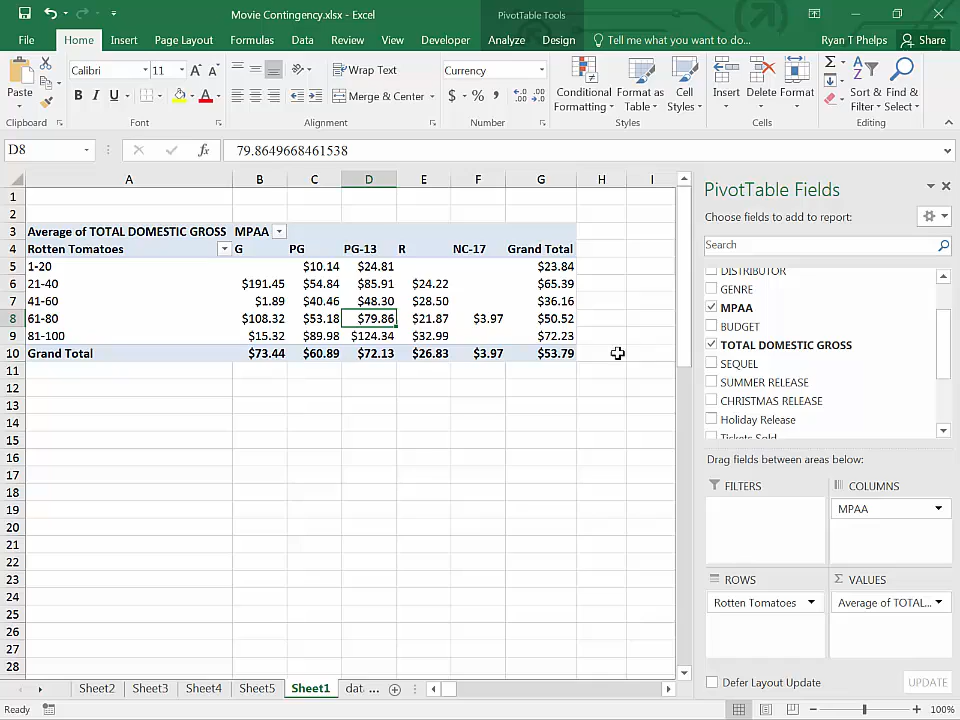 Movie Contingency.xlsx - Excel
PivotTable Tools
File Home Insert Page Layout Formulas Data Review View Developer Analyze Design Tell me what you want to do... Ryan T Phelps Share
Paste
Calibri 11
B I U
A A
Wrap Text
Merge & Center
Currency
$ % ,
Conditional Formatting
Format as Table
Cell Styles
Insert Delete Format
Sort & Filter
Find & Select
Clipboard Font Alignment Number Styles Cells Editing
D8 fx 79.8649668461538
A B C D E F G H I
1
2
3 Average of TOTAL DOMESTIC GROSS MPAA
4 Rotten Tomatoes G PG PG-13 R NC-17 Grand Total
5 1-20 $10.14 $24.81 $23.84
6 21-40 $191.45 $54.84 $85.91 $24.22 $65.39
7 41-60 $1.89 $40.46 $48.30 $28.50 $36.16
8 61-80 $108.32 $53.18 $79.86 $21.87 $3.97 $50.52
9 81-100 $15.32 $89.98 $124.34 $32.99 $72.23
10 Grand Total $73.44 $60.89 $72.13 $26.83 $3.97 $53.79
11
12
13
14
15
16
17
18
19
20
21
22
23
24
25
26
27
28
PivotTable Fields
Choose fields to add to report:
Search
DISTRIBUTOR
GENRE
MPAA
BUDGET
TOTAL DOMESTIC GROSS
SEQUEL
SUMMER RELEASE
CHRISTMAS RELEASE
Holiday Release
Tickets Sold
Drag fields between areas below:
FILTERS
COLUMNS
MPAA
ROWS
Rotten Tomatoes
VALUES
Average of TOTAL...
Defer Layout Update UPDATE
Sheet2 Sheet3 Sheet4 Sheet5 Sheet1 dat ...
Ready 100%